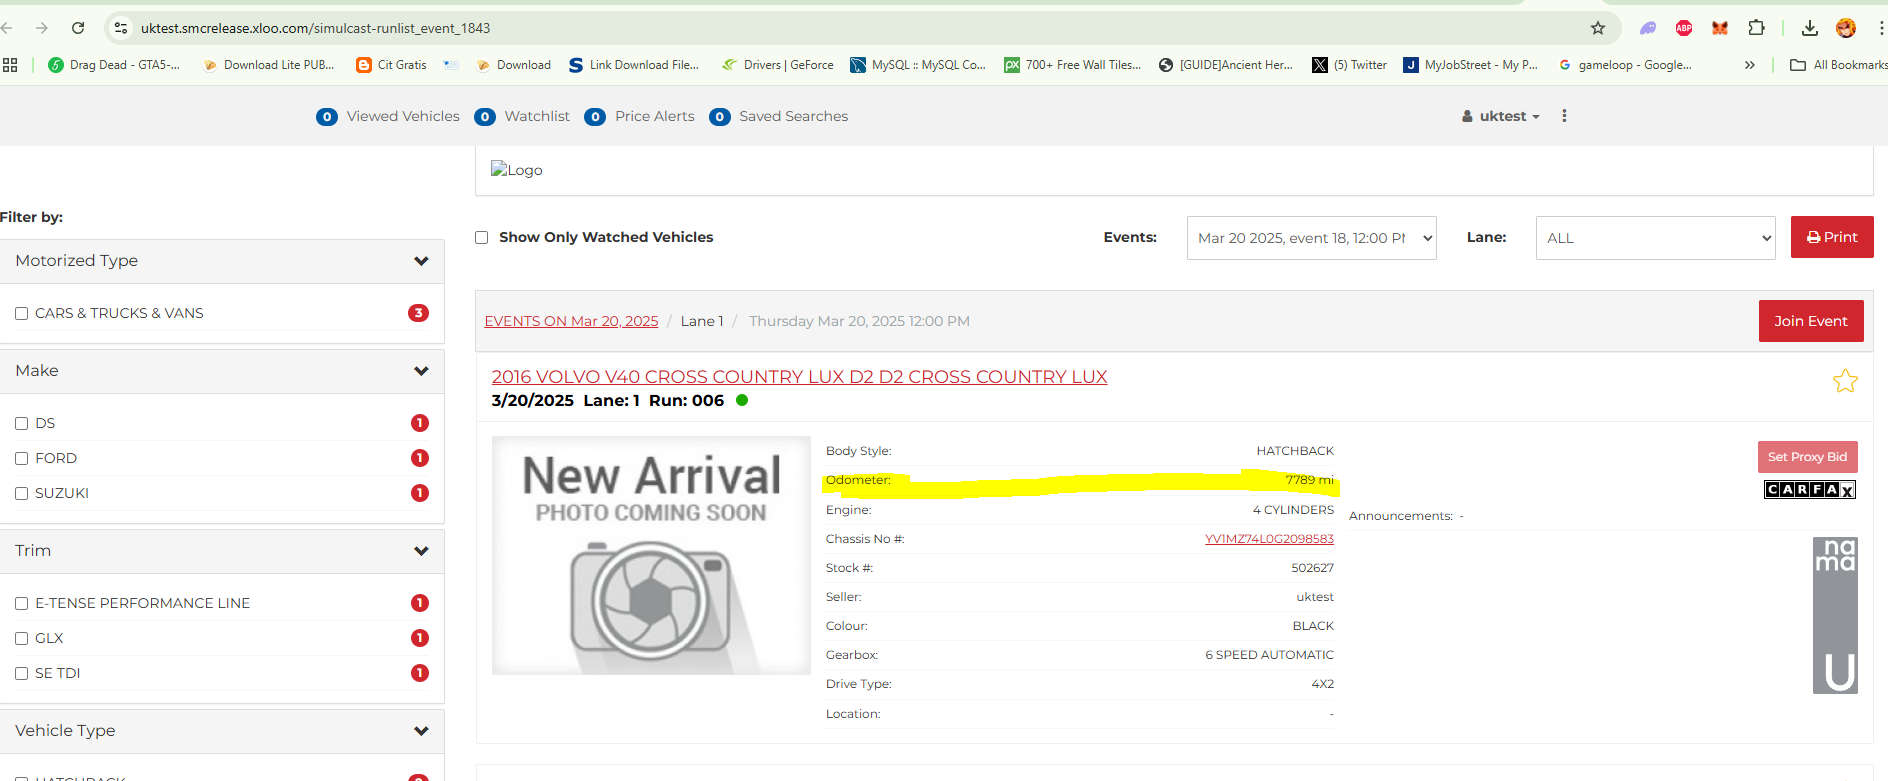 uktest.smcrelease.xloo.com/simulcast-runlist_event_1843
ABP
Drag Dead - GTA5-...
Download Lite PUB...
Cit Gratis
Download
Link Download File...
Drivers | GeForce
MySQL :: MySQL Co...
700+ Free Wall Tiles...
[GUIDE]Ancient Her...
(5) Twitter
MyJobStreet - My P...
gameloop - Google...
» All Bookmarks
0 Viewed Vehicles 0 Watchlist 0 Price Alerts 0 Saved Searches
uktest
Logo
Filter by:
Show Only Watched Vehicles
Events: Mar 20 2025, event 18, 12:00 PM
Lane: ALL
Print
Motorized Type
CARS & TRUCKS & VANS 3
Make
DS 1
FORD 1
SUZUKI 1
Trim
E-TENSE PERFORMANCE LINE 1
GLX 1
SE TDI 1
Vehicle Type
HATCHBACK
EVENTS ON Mar 20, 2025 / Lane 1 / Thursday Mar 20, 2025 12:00 PM
Join Event
2016 VOLVO V40 CROSS COUNTRY LUX D2 D2 CROSS COUNTRY LUX
3/20/2025 Lane: 1 Run: 006
New Arrival
PHOTO COMING SOON
Body Style: HATCHBACK
Odometer: 7789 mi
Engine: 4 CYLINDERS
Chassis No #: YV1MZ74L0G2098583
Stock #: 502627
Seller: uktest
Colour: BLACK
Gearbox: 6 SPEED AUTOMATIC
Drive Type: 4X2
Location: -
Announcements: -
Set Proxy Bid
CARFAX
na
ma
U